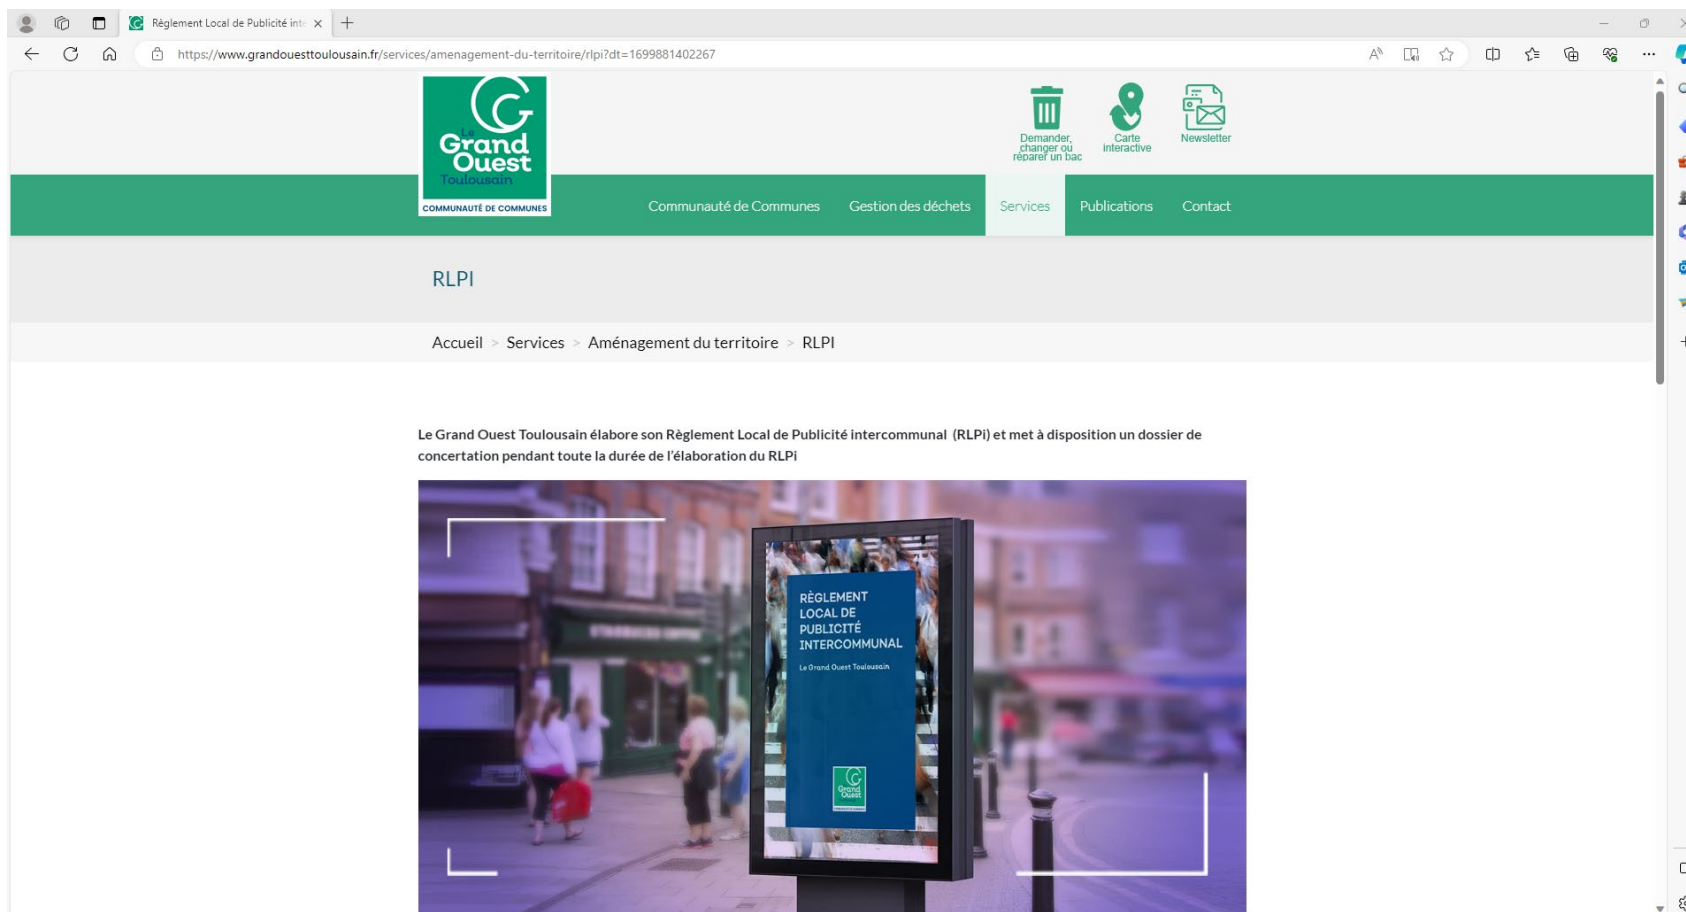 Règlement Local de Publicité inte
https://www.grandouesttoulousain.fr/services/amenagement-du-territoire/rlpi?dt=1699881402267
Le
Grand
Ouest
Toulousain
COMMUNAUTÉ DE COMMUNES
Demander,
changer ou
réparer un bac
Carte
interactive
Newsletter
Communauté de Communes
Gestion des déchets
Services
Publications
Contact
RLPI
Accueil > Services > Aménagement du territoire > RLPI
Le Grand Ouest Toulousain élabore son Règlement Local de Publicité intercommunal (RLPi) et met à disposition un dossier de
concertation pendant toute la durée de l'élaboration du RLPi
RÈGLEMENT
LOCAL DE
PUBLICITÉ
INTERCOMMUNAL
Le Grand Ouest Toulousain
Grand
Ouest